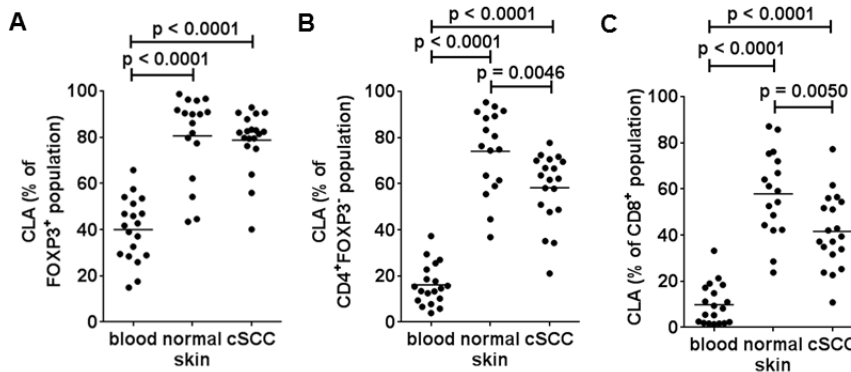 A
p < 0.0001
p < 0.0001
CLA (% of
FOXP3⁺ population)
100
80
60
40
20
0
blood normal cSCC
skin
B
p < 0.0001
p < 0.0001
p = 0.0046
CLA (% of
CD4⁺FOXP3⁻ population)
100
80
60
40
20
0
blood normal cSCC
skin
C
p < 0.0001
p < 0.0001
p = 0.0050
CLA (% of CD8⁺ population)
100
80
60
40
20
0
blood normal cSCC
skin